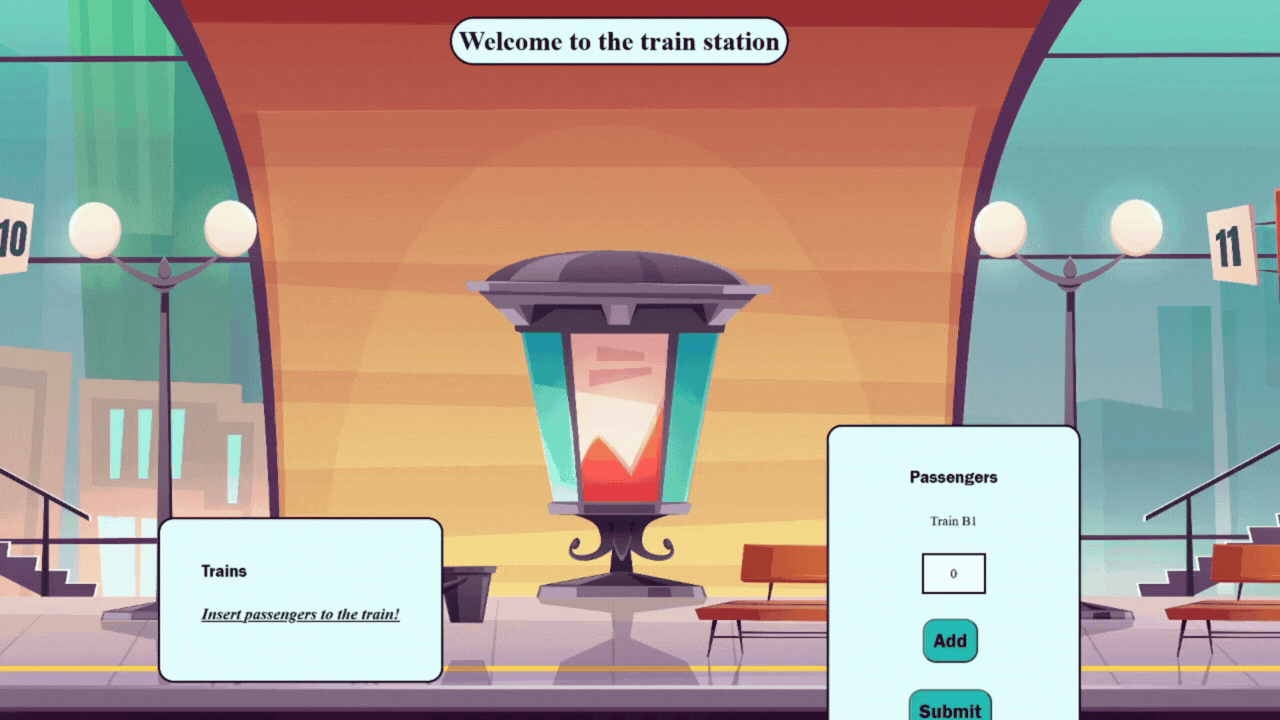 Welcome to the train station
10
11
Passengers
Train B1
0
Add
Submit
Trains
Insert passengers to the train!